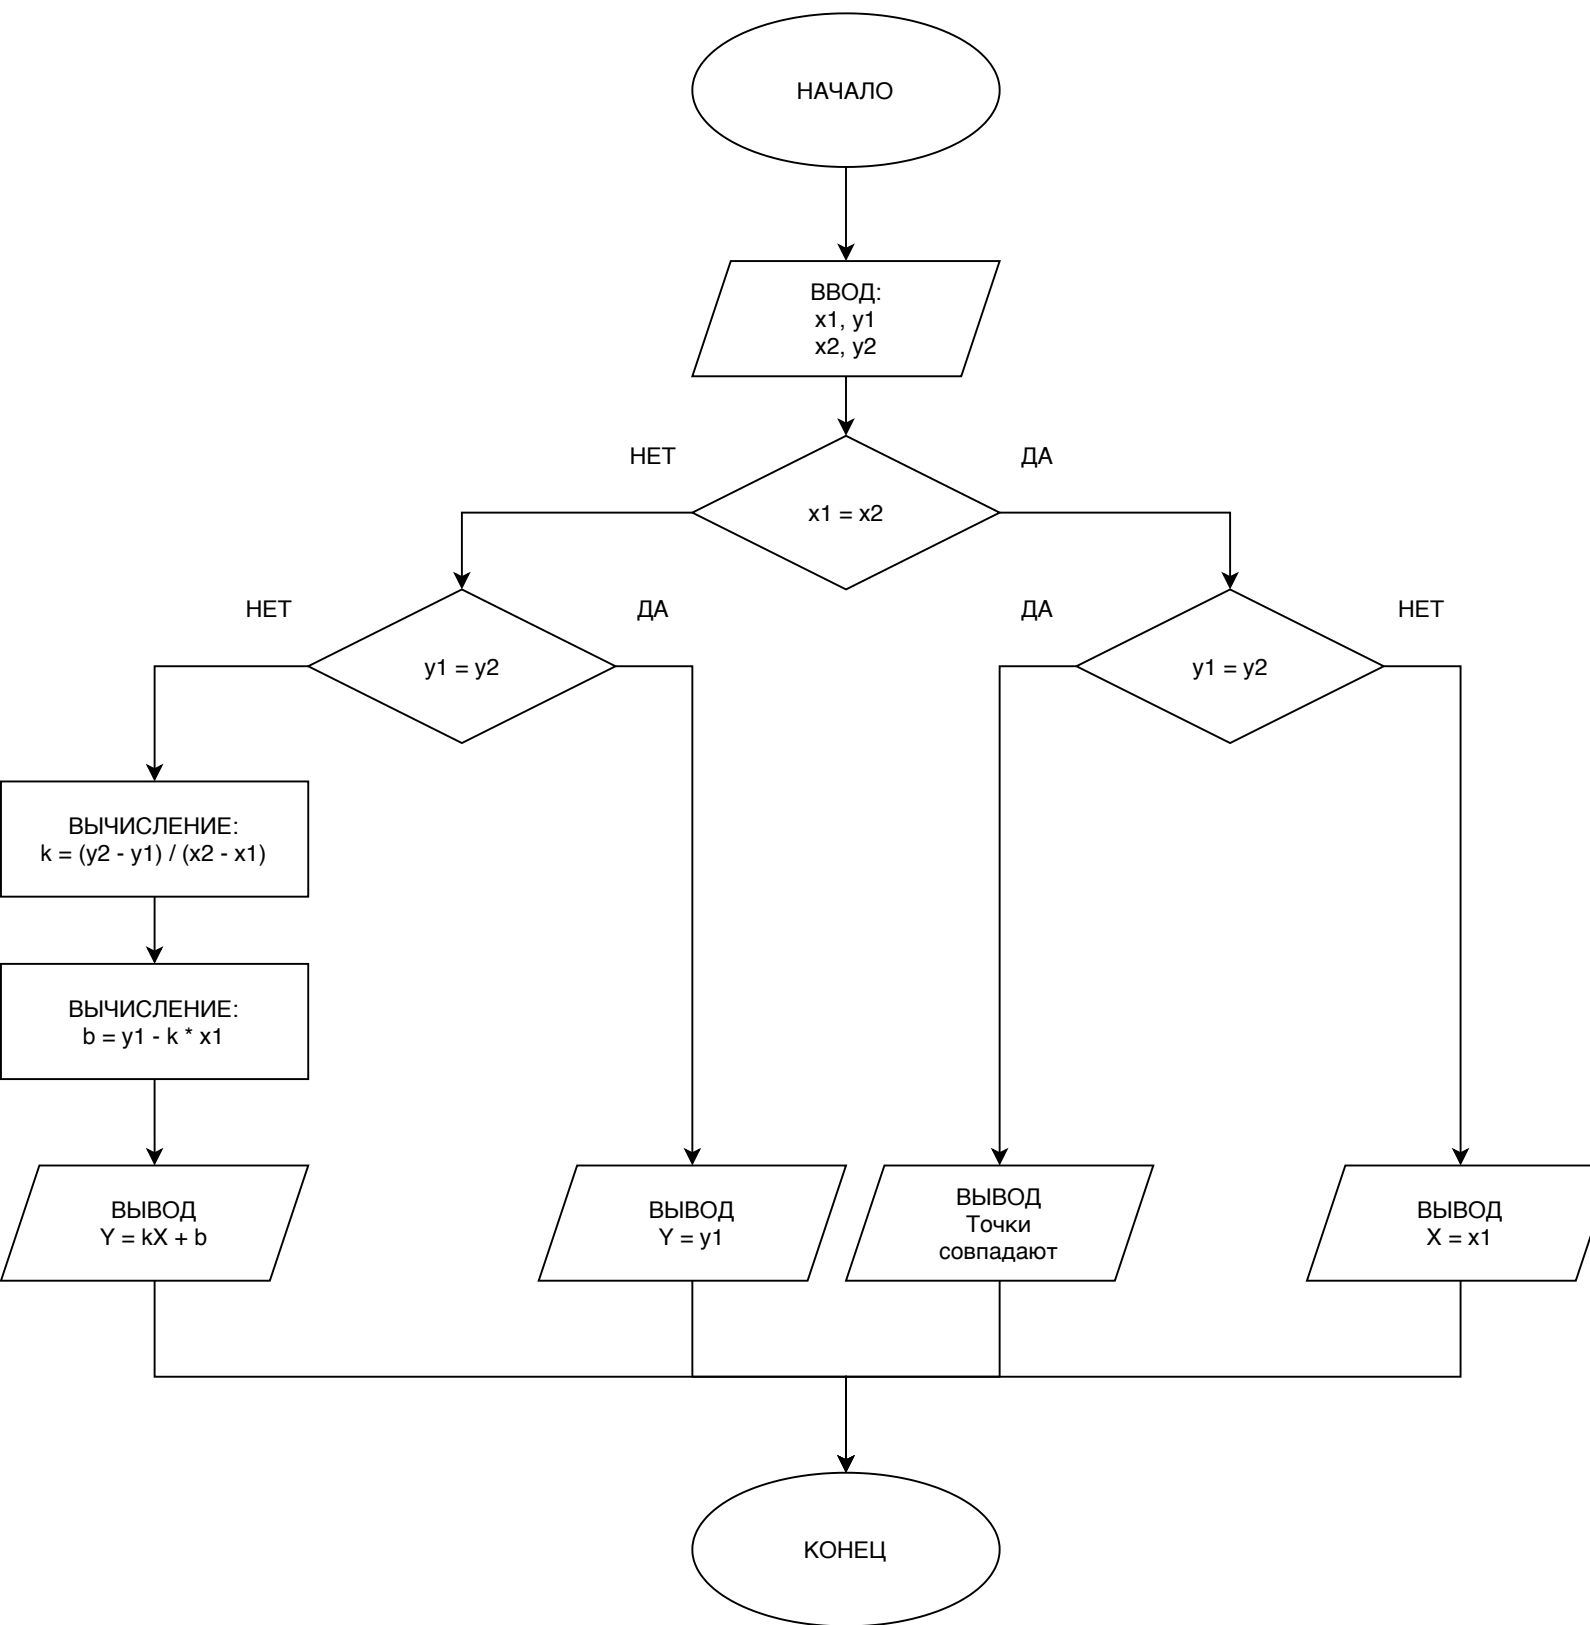 НАЧАЛО
ВВОД:
x1, y1
x2, y2
НЕТ
ДА
x1 = x2
НЕТ
ДА
ДА
НЕТ
y1 = y2
y1 = y2
ВЫЧИСЛЕНИЕ:
k = (y2 - y1) / (x2 - x1)
ВЫЧИСЛЕНИЕ:
b = y1 - k * x1
ВЫВОД
Y = kX + b
ВЫВОД
Y = y1
ВЫВОД
Точки
совпадают
ВЫВОД
X = x1
КОНЕЦ